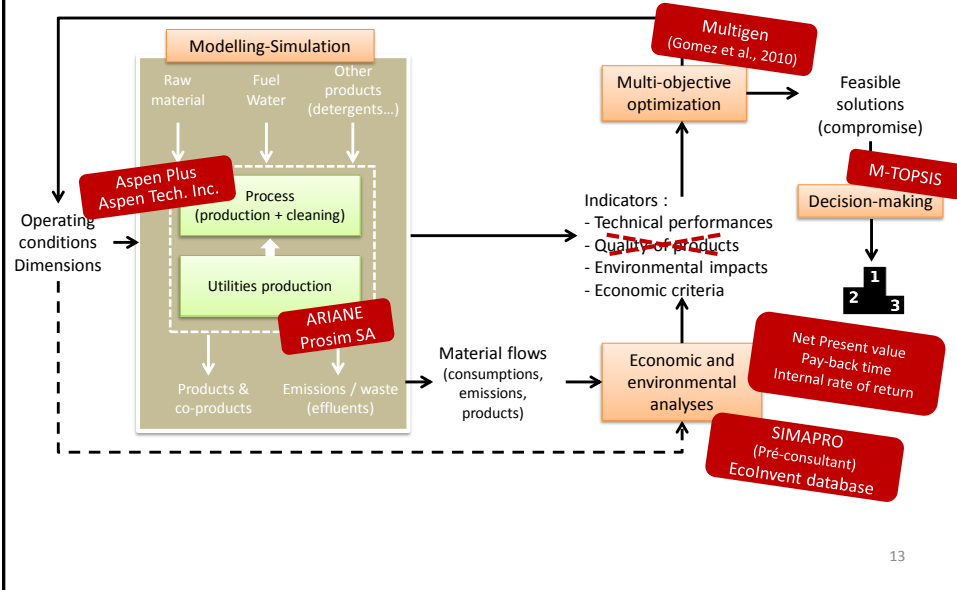 Multigen
(Gomez et al., 2010)
Modelling-Simulation
Raw
material
Fuel
Water
Other
products
(detergents...)
Multi-objective
optimization
Feasible
solutions
(compromise)
Aspen Plus
Aspen Tech. Inc.
M-TOPSIS
Process
(production + cleaning)
Decision-making
Operating
conditions
Dimensions
Indicators :
- Technical performances
- Quality of products
- Environmental impacts
- Economic criteria
Utilities production
1
2
3
ARIANE
Prosim SA
Net Present value
Pay-back time
Internal rate of return
Products &
co-products
Emissions / waste
(effluents)
Material flows
(consumptions,
emissions,
products)
Economic and
environmental
analyses
SIMAPRO
(Pré-consultant)
EcoInvent database
13